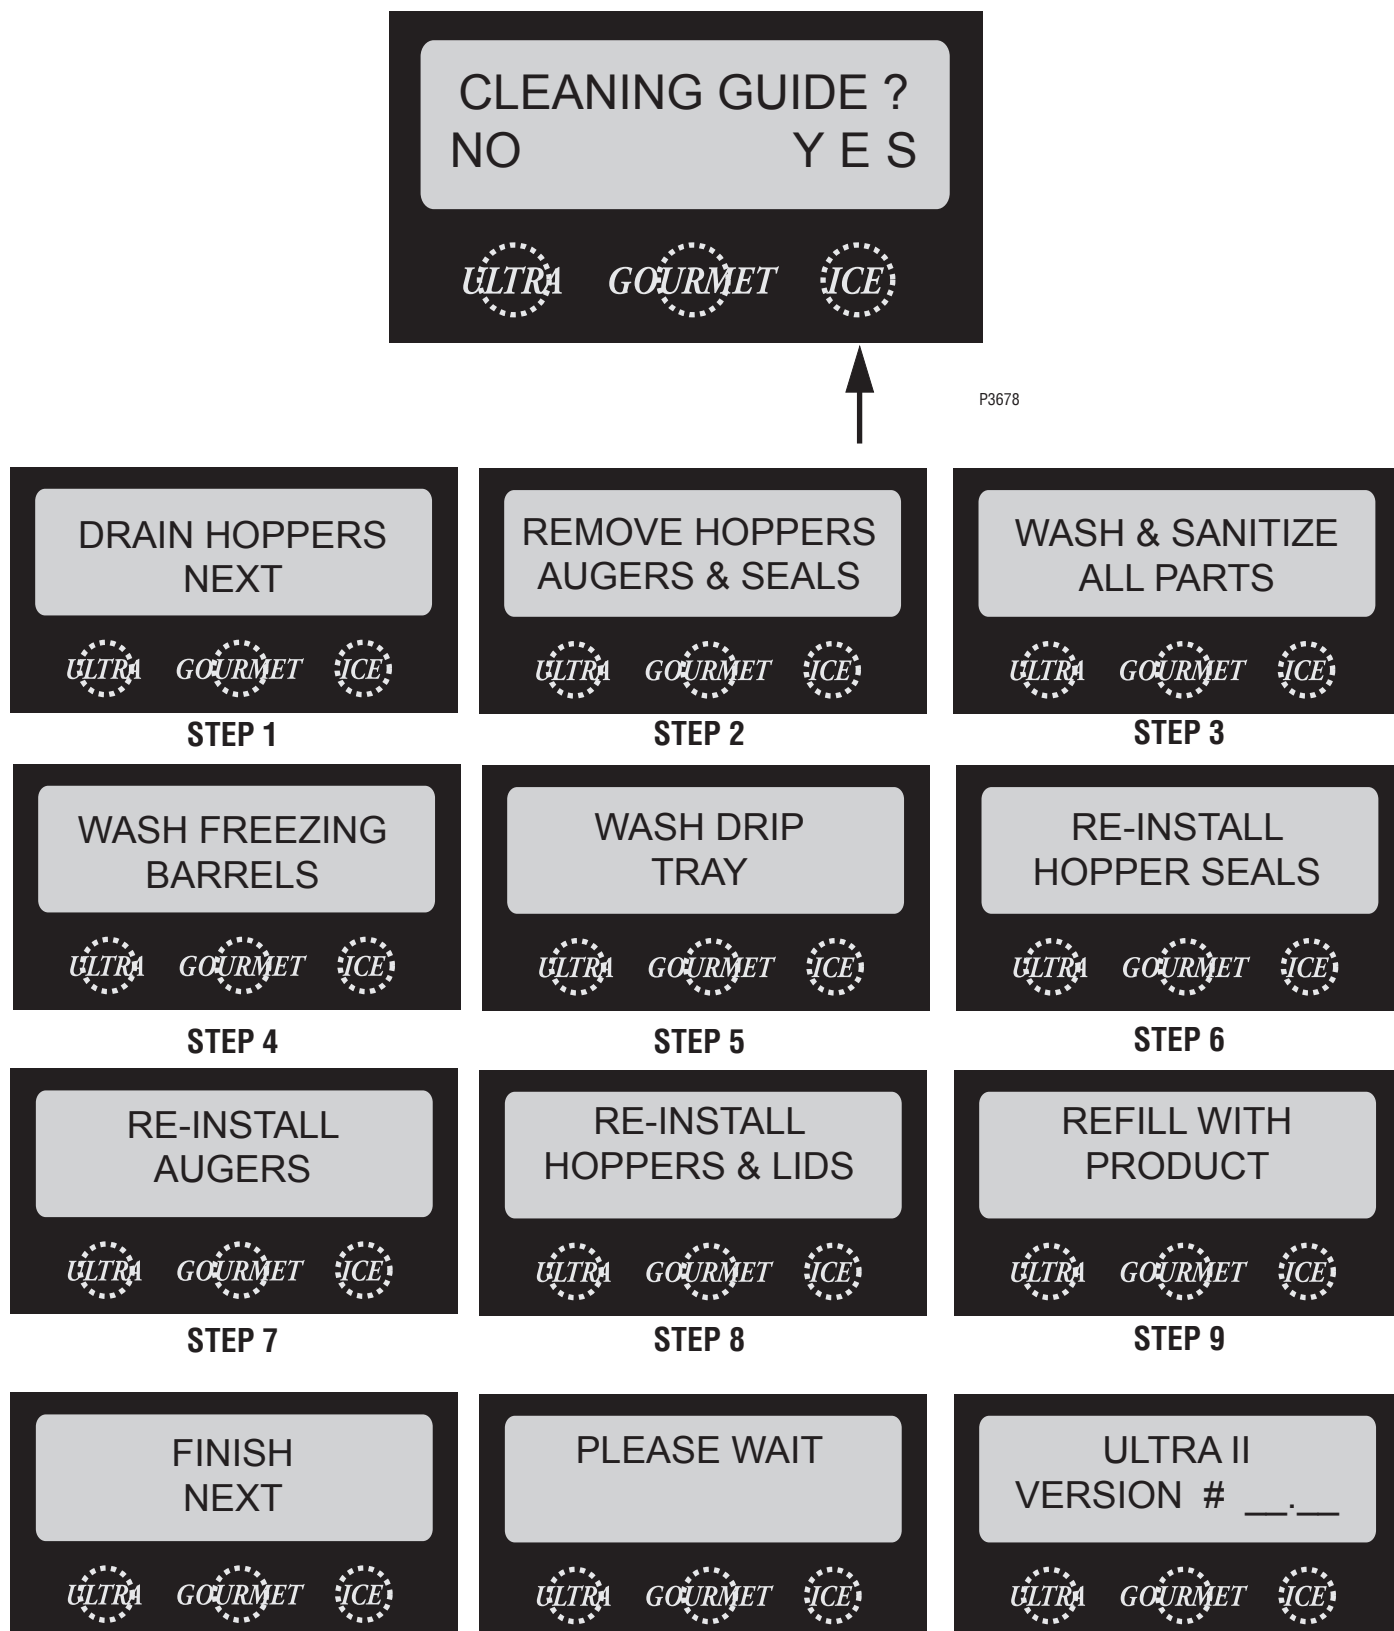 CLEANING GUIDE ?
NO YES
ULTRA GOURMET ICE
P3678
DRAIN HOPPERS
NEXT
ULTRA GOURMET ICE
STEP 1
REMOVE HOPPERS
AUGERS & SEALS
ULTRA GOURMET ICE
STEP 2
WASH & SANITIZE
ALL PARTS
ULTRA GOURMET ICE
STEP 3
WASH FREEZING
BARRELS
ULTRA GOURMET ICE
STEP 4
WASH DRIP
TRAY
ULTRA GOURMET ICE
STEP 5
RE-INSTALL
HOPPER SEALS
ULTRA GOURMET ICE
STEP 6
RE-INSTALL
AUGERS
ULTRA GOURMET ICE
STEP 7
RE-INSTALL
HOPPERS & LIDS
ULTRA GOURMET ICE
STEP 8
REFILL WITH
PRODUCT
ULTRA GOURMET ICE
STEP 9
FINISH
NEXT
ULTRA GOURMET ICE
PLEASE WAIT
ULTRA GOURMET ICE
ULTRA II
VERSION # __.__
ULTRA GOURMET ICE